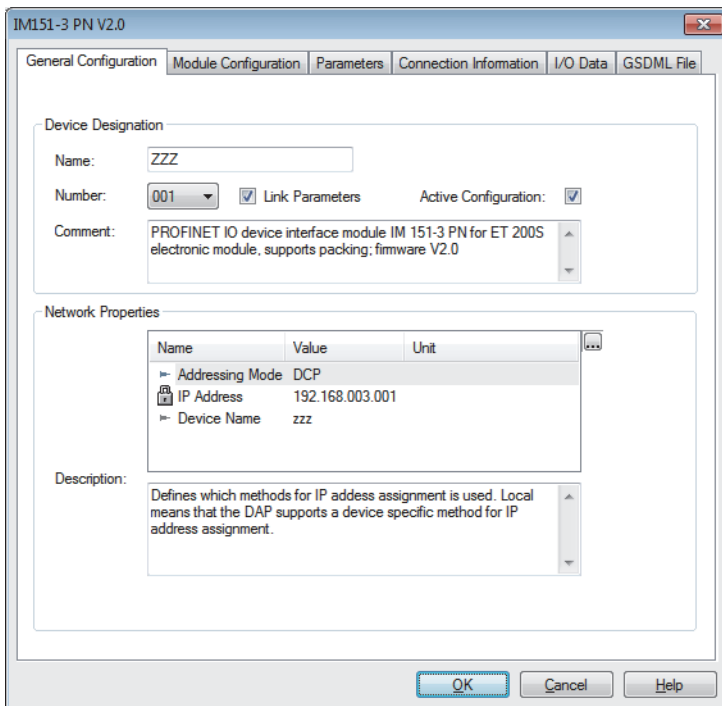 IM151-3 PN V2.0
General Configuration Module Configuration Parameters Connection Information I/O Data GSDML File
Device Designation
Name: ZZZ
Number: 001 Link Parameters Active Configuration:
Comment: PROFINET IO device interface module IM 151-3 PN for ET 200S
electronic module, supports packing; firmware V2.0
Network Properties
Name Value Unit
...
Addressing Mode DCP
IP Address 192.168.003.001
Device Name zzz
Description:
Defines which methods for IP addess assignment is used. Local
means that the DAP supports a device specific method for IP
address assignment.
OK Cancel Help